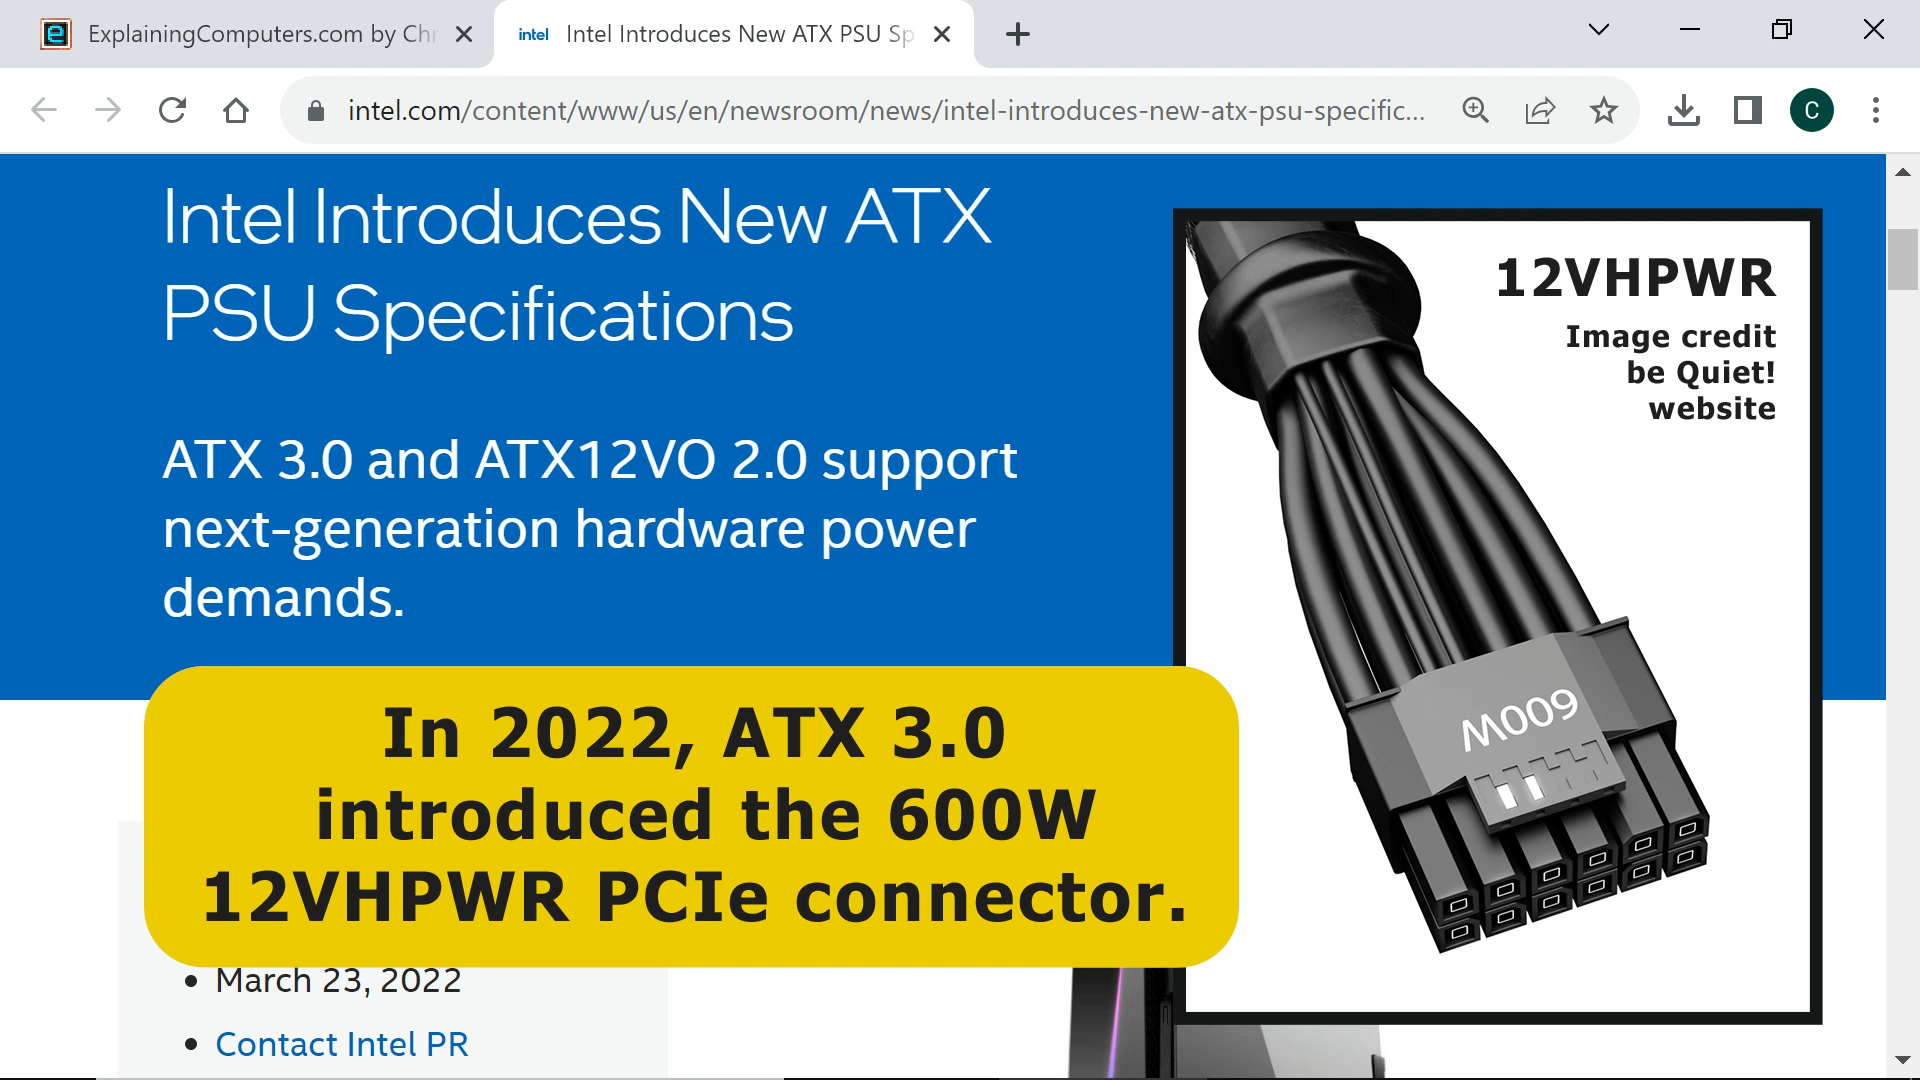 ExplainingComputers.com by Chr
intel Intel Introduces New ATX PSU Sp
intel.com/content/www/us/en/newsroom/news/intel-introduces-new-atx-psu-specific...
C
Intel Introduces New ATX
PSU Specifications
ATX 3.0 and ATX12VO 2.0 support
next-generation hardware power
demands.
12VHPWR
Image credit
be Quiet!
website
600W
In 2022, ATX 3.0
introduced the 600W
12VHPWR PCIe connector.
March 23, 2022
Contact Intel PR